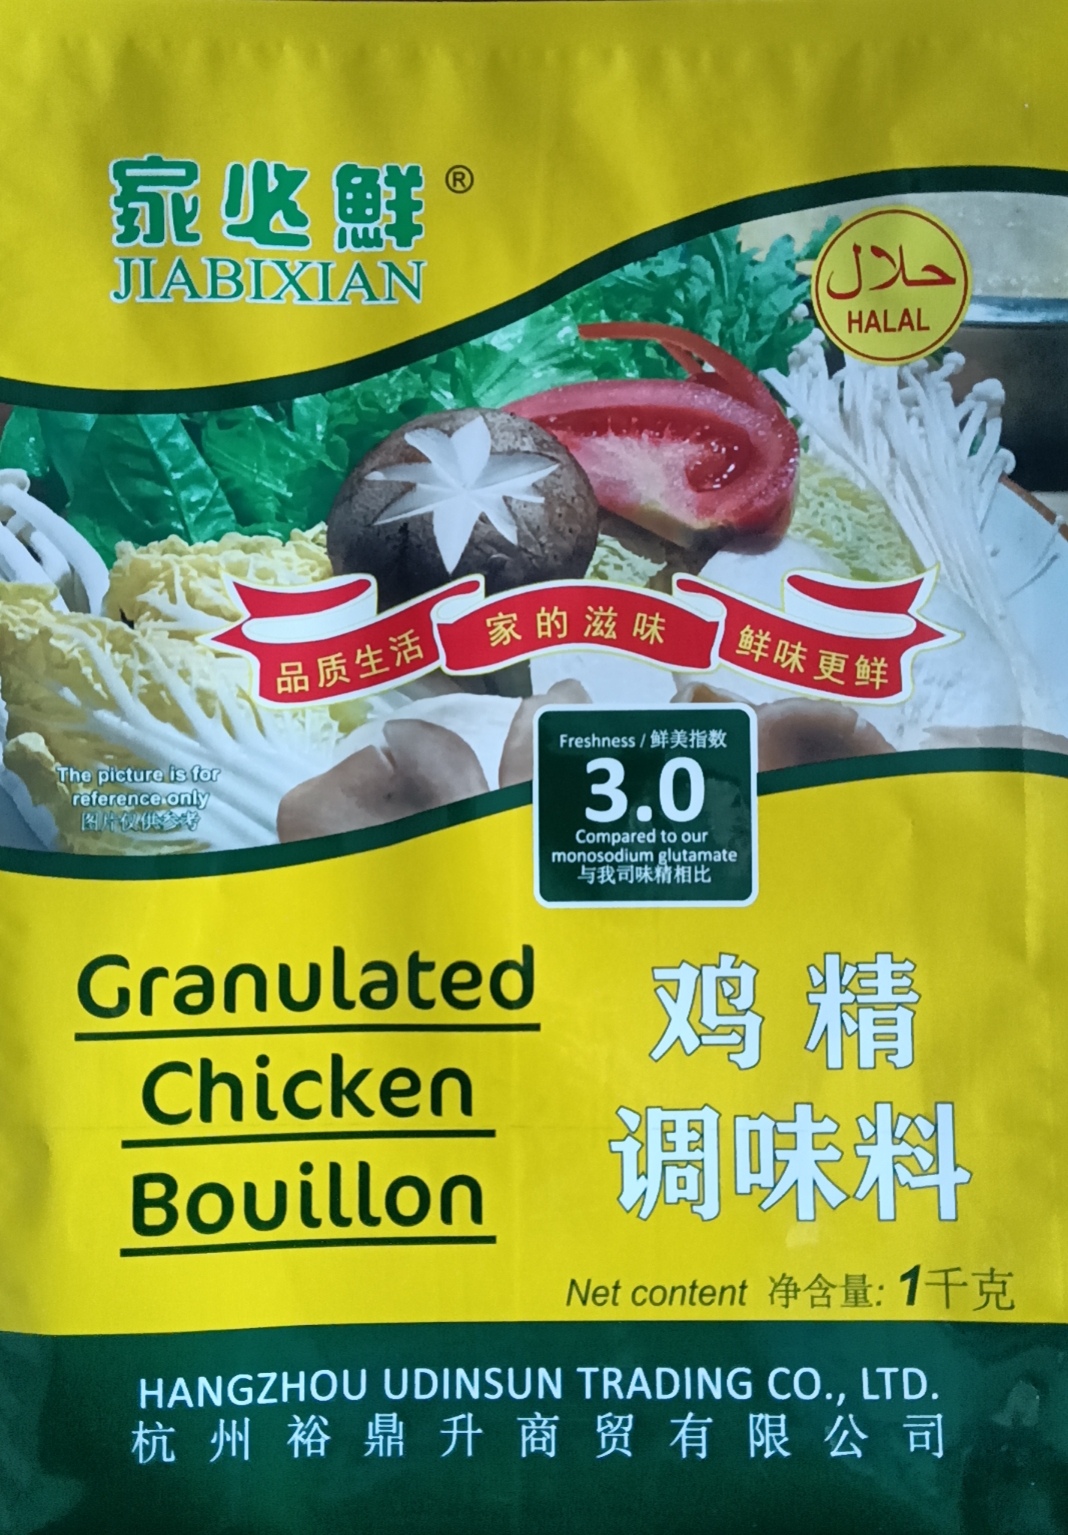 家必鮮®
JIABIXIAN
حلال
HALAL
品质生活 家的滋味 鲜味更鲜
The picture is for
reference only
图片仅供参考
Freshness / 鲜美指数
3.0
Compared to our
monosodium glutamate
与我司味精相比
Granulated
Chicken
Bouillon
鸡精
调味料
Net content 净含量: 1千克
HANGZHOU UDINSUN TRADING CO., LTD.
杭州裕鼎升商贸有限公司